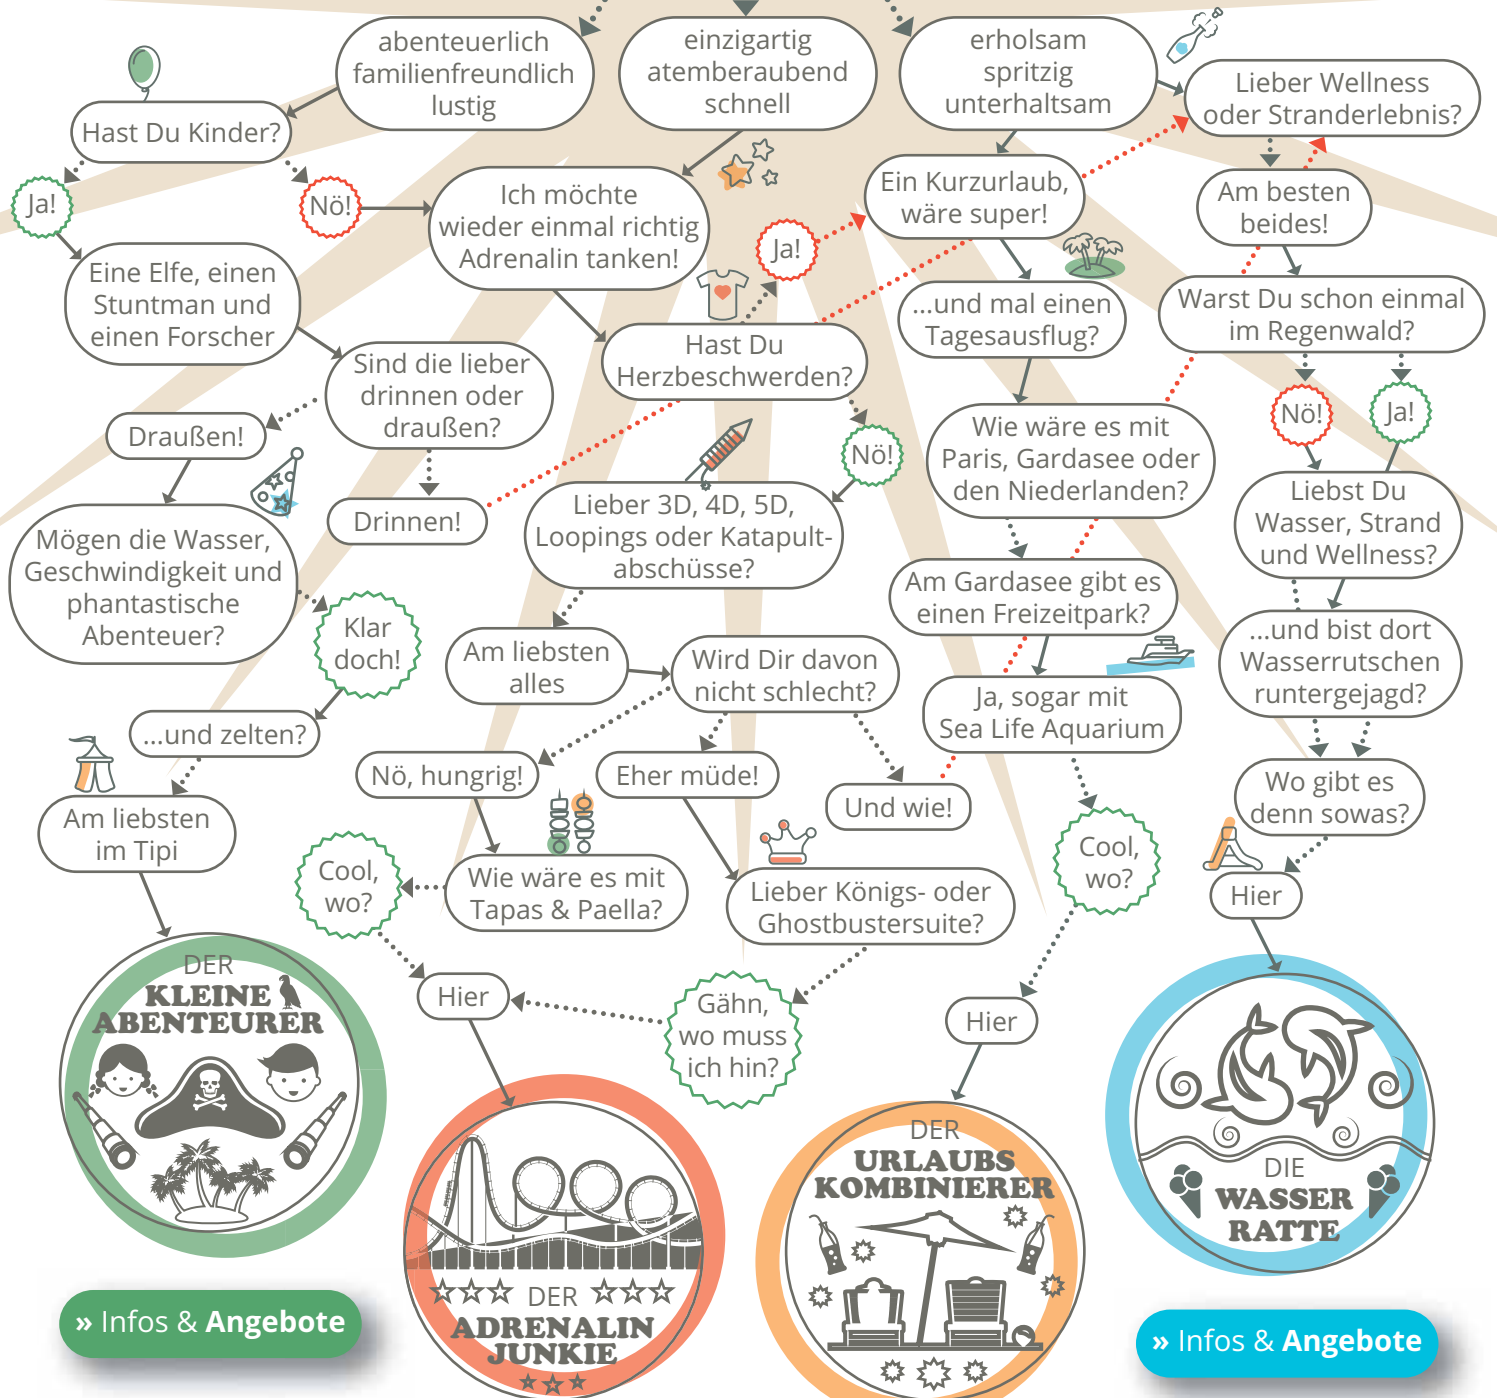 abenteuerlich
familienfreundlich
lustig
einzigartig
atemberaubend
schnell
erholsam
spritzig
unterhaltsam
Lieber Wellness
oder Stranderlebnis?
Hast Du Kinder?
Ja!
Nö!
Ich möchte
wieder einmal richtig
Adrenalin tanken!
Ein Kurzurlaub,
wäre super!
Am besten
beides!
Ja!
Eine Elfe, einen
Stuntman und
einen Forscher
...und mal einen
Tagesausflug?
Warst Du schon einmal
im Regenwald?
Sind die lieber
drinnen oder
draußen?
Hast Du
Herzbeschwerden?
Nö!
Ja!
Draußen!
Nö!
Wie wäre es mit
Paris, Gardasee oder
den Niederlanden?
Drinnen!
Lieber 3D, 4D, 5D,
Loopings oder Katapult-
abschüsse?
Liebst Du
Wasser, Strand
und Wellness?
Mögen die Wasser,
Geschwindigkeit und
phantastische
Abenteuer?
Am Gardasee gibt es
einen Freizeitpark?
Klar
doch!
Am liebsten
alles
Wird Dir davon
nicht schlecht?
...und bist dort
Wasserrutschen
runtergejagd?
Ja, sogar mit
Sea Life Aquarium
...und zelten?
Nö, hungrig!
Eher müde!
Und wie!
Wo gibt es
denn sowas?
Am liebsten
im Tipi
Cool,
wo?
Wie wäre es mit
Tapas & Paella?
Lieber Königs- oder
Ghostbustersuite?
Cool,
wo?
Hier
Hier
Gähn,
wo muss
ich hin?
Hier
DER
KLEINE
ABENTEURER
DER
ADRENALIN
JUNKIE
DER
URLAUBS
KOMBINIERER
DIE
WASSER
RATTE
» Infos & Angebote
» Infos & Angebote